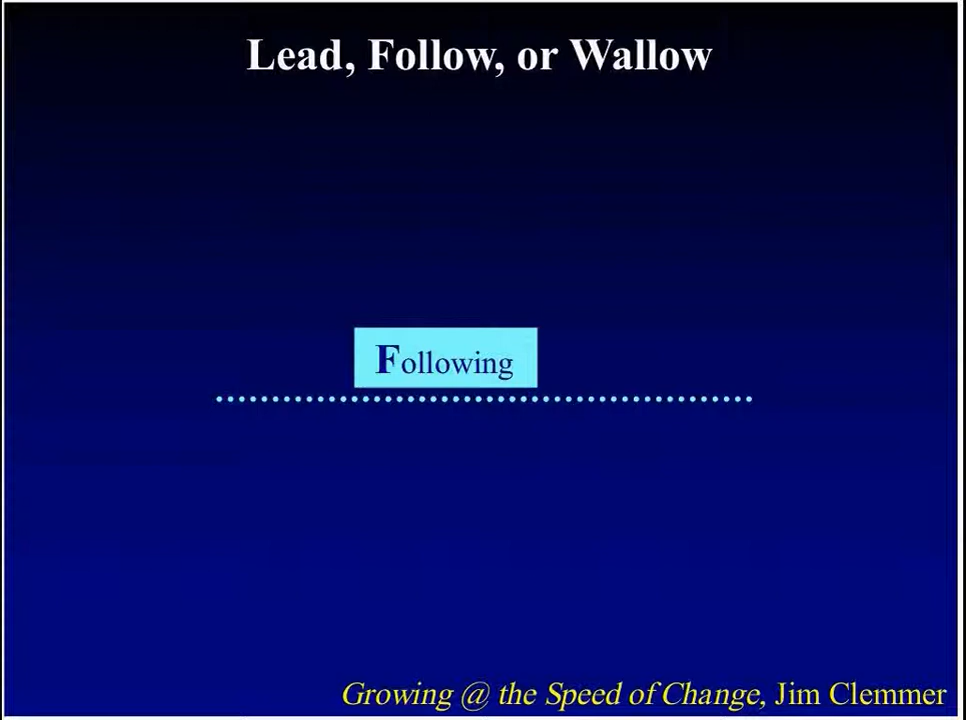 Lead, Follow, or Wallow
Following
Growing @ the Speed of Change, Jim Clemmer